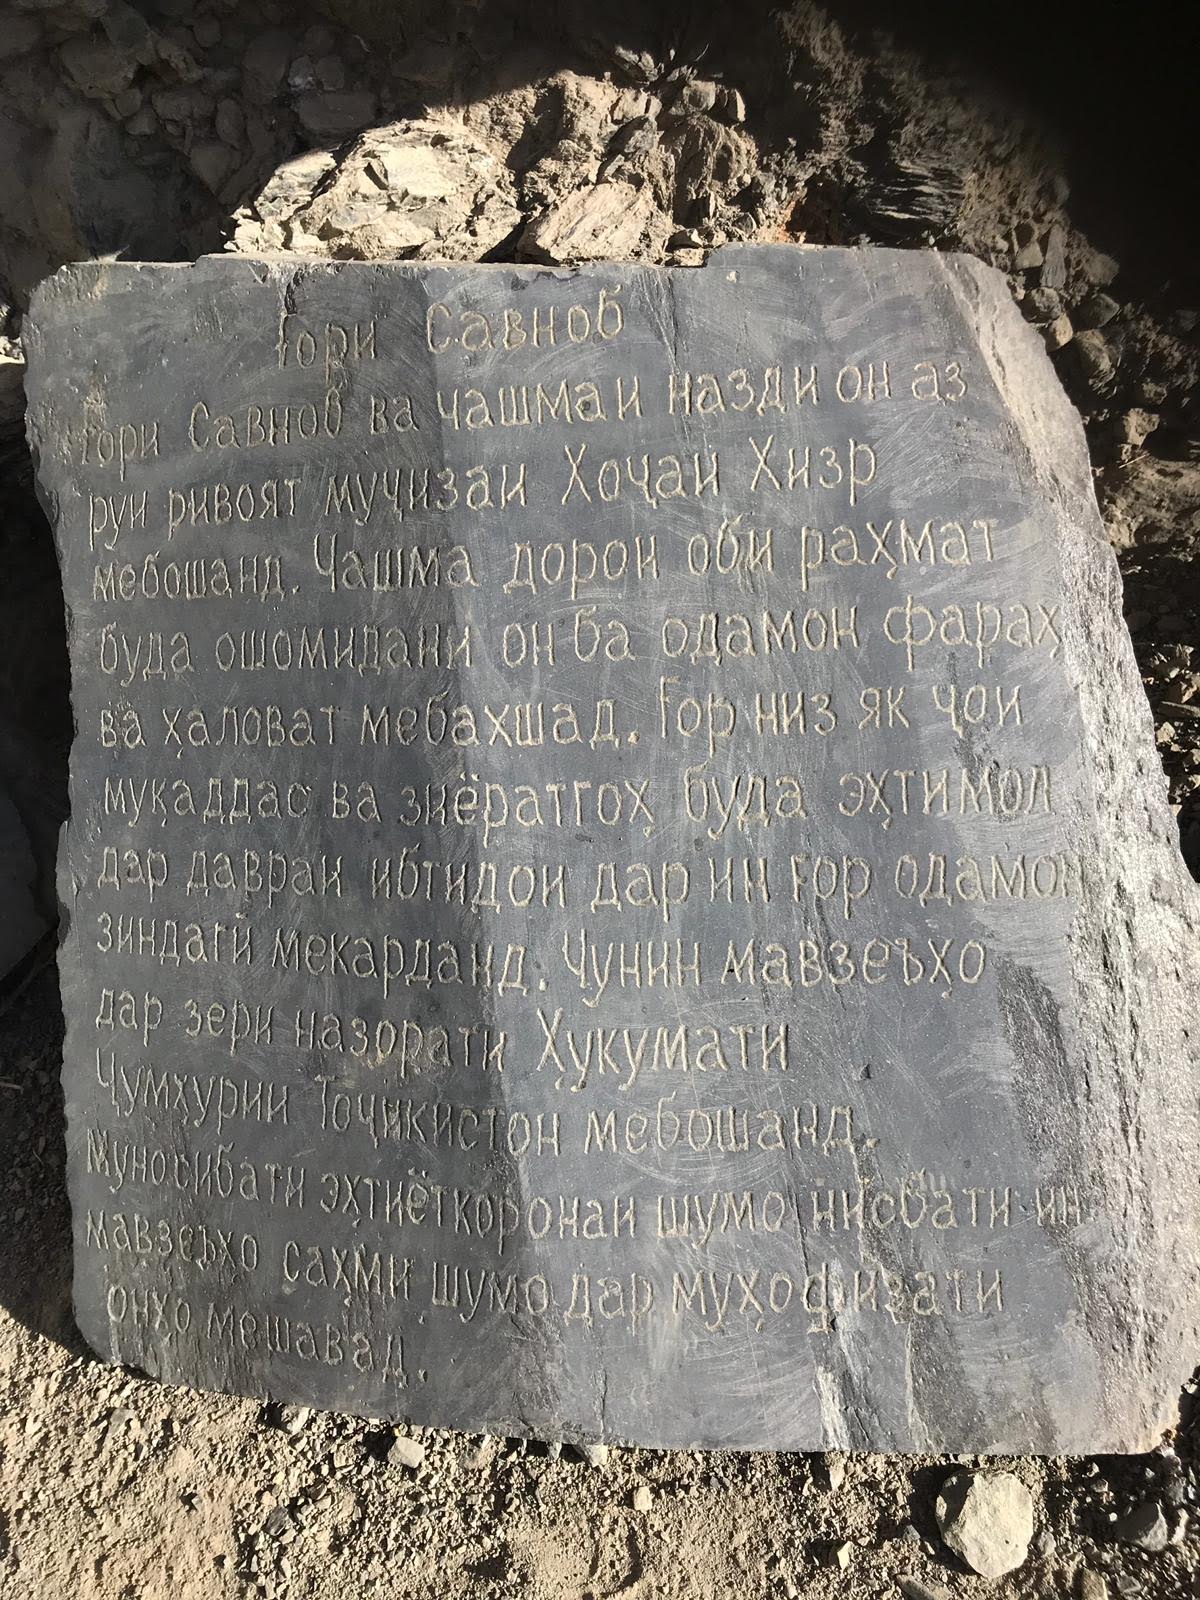 Ғори Савноб
Ғори Савноб ва чашмаи назди он аз
руи ривоят муҷизаи Хоҷаи Хизр
мебошанд. Чашма дорои оби раҳмат
буда ошомидани он ба одамон фараҳ
ва ҳаловат мебахшад. Ғор низ як ҷои
муқаддас ва зиёратгоҳ буда эҳтимол
дар давраи ибтидои дар ин ғор одамон
зиндагӣ мекарданд. Чунин мавзеъҳо
дар зери назорати Ҳукумати
Ҷумҳурии Тоҷикистон мебошанд.
Муносибати эҳтиёткоронаи шумо нисбати ин
мавзеъҳо саҳми шумо дар муҳофизати
онҳо мешавад.